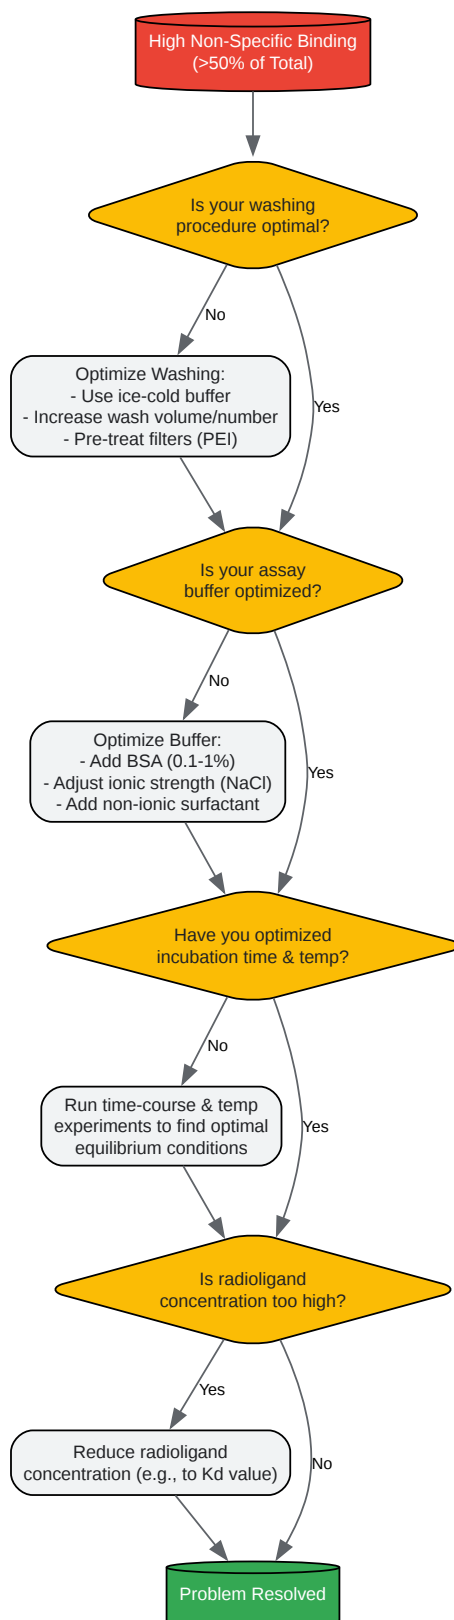 High Non-Specific Binding
(>50% of Total)
Is your washing
procedure optimal?
No
Yes
Optimize Washing:
- Use ice-cold buffer
- Increase wash volume/number
- Pre-treat filters (PEI)
Is your assay
buffer optimized?
No
Yes
Optimize Buffer:
- Add BSA (0.1-1%)
- Adjust ionic strength (NaCl)
- Add non-ionic surfactant
Have you optimized
incubation time & temp?
No
Yes
Run time-course & temp
experiments to find optimal
equilibrium conditions
Is radioligand
concentration too high?
Yes
No
Reduce radioligand
concentration (e.g., to Kd value)
Problem Resolved